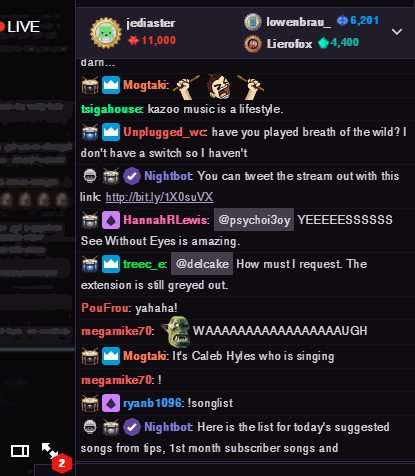 LIVE
jediaster
11,000
lowenbrau_ 6,201
Lierofox 4,400
darn...
Mogtaki:
tsigahouse: kazoo music is a lifestyle.
Unplugged_wc: have you played breath of the wild? I
don't have a switch so I haven't
Nightbot: You can tweet the stream out with this
link: http://bit.ly/1X0suVX
HannahRLewis: @psychoi3oy YEEEEESSSSSS
See Without Eyes is amazing.
treec_e: @delcake How must I request. The
extension is still greyed out.
PouFrou: yahaha!
megamike70: WAAAAAAAAAAAAAAAAAUGH
Mogtaki: It's Caleb Hyles who is singing
megamike70: !
ryanb1096: !songlist
Nightbot: Here is the list for today's suggested
songs from tips, 1st month subscriber songs and
2